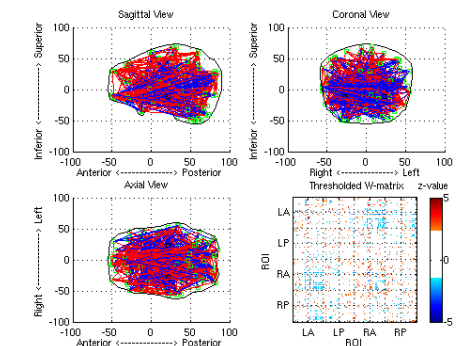 Sagittal View
Coronal View
100
50
0
-50
-100
Inferior <----------> Superior
-100 -50 0 50 100
Anterior <----------------> Posterior
100
50
0
-50
-100
Inferior <----------> Superior
-100 -50 0 50 100
Right <----------------> Left
Axial View
100
50
0
-50
-100
Right <----------> Left
-100 -50 0 50 100
Anterior <----------------> Posterior
Thresholded W-matrix z-value
LA
LP
RA
RP
ROI
LA LP RA RP
ROI
5
-0
-5